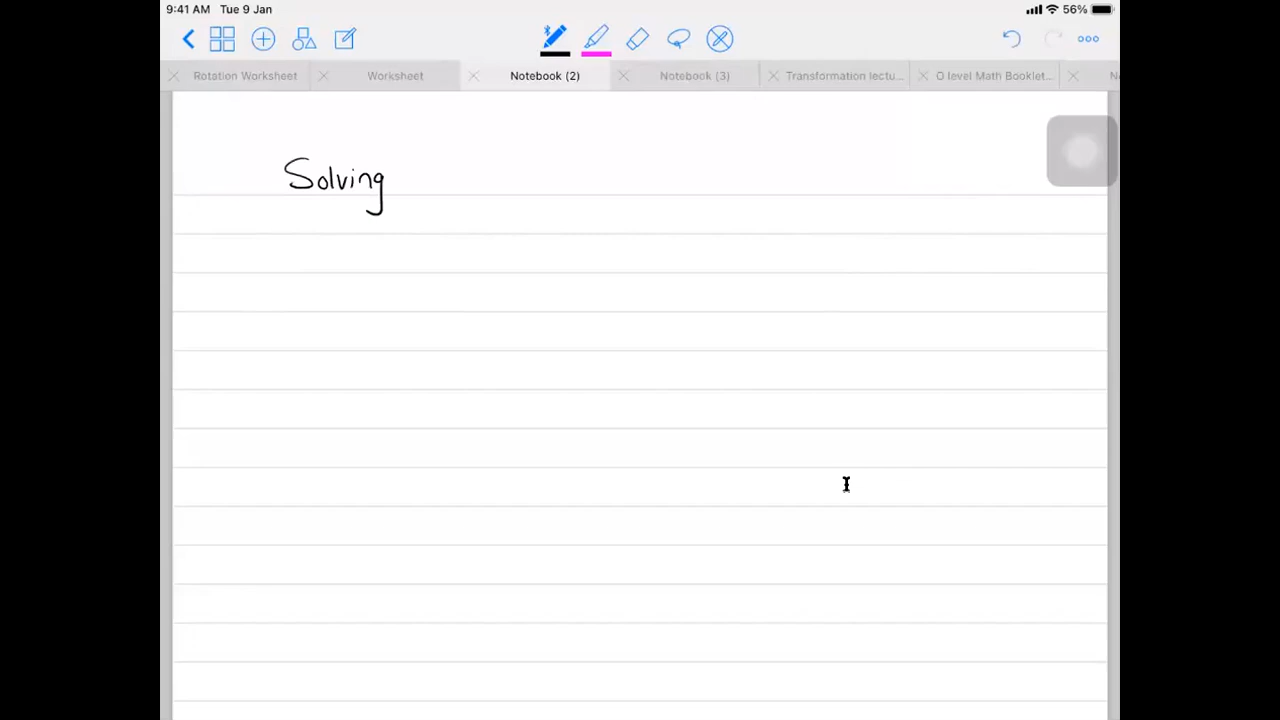 9:41 AM Tue 9 Jan 56%
Rotation Worksheet Worksheet Notebook (2) Notebook (3) Transformation lectu... O level Math Booklet...
Solving